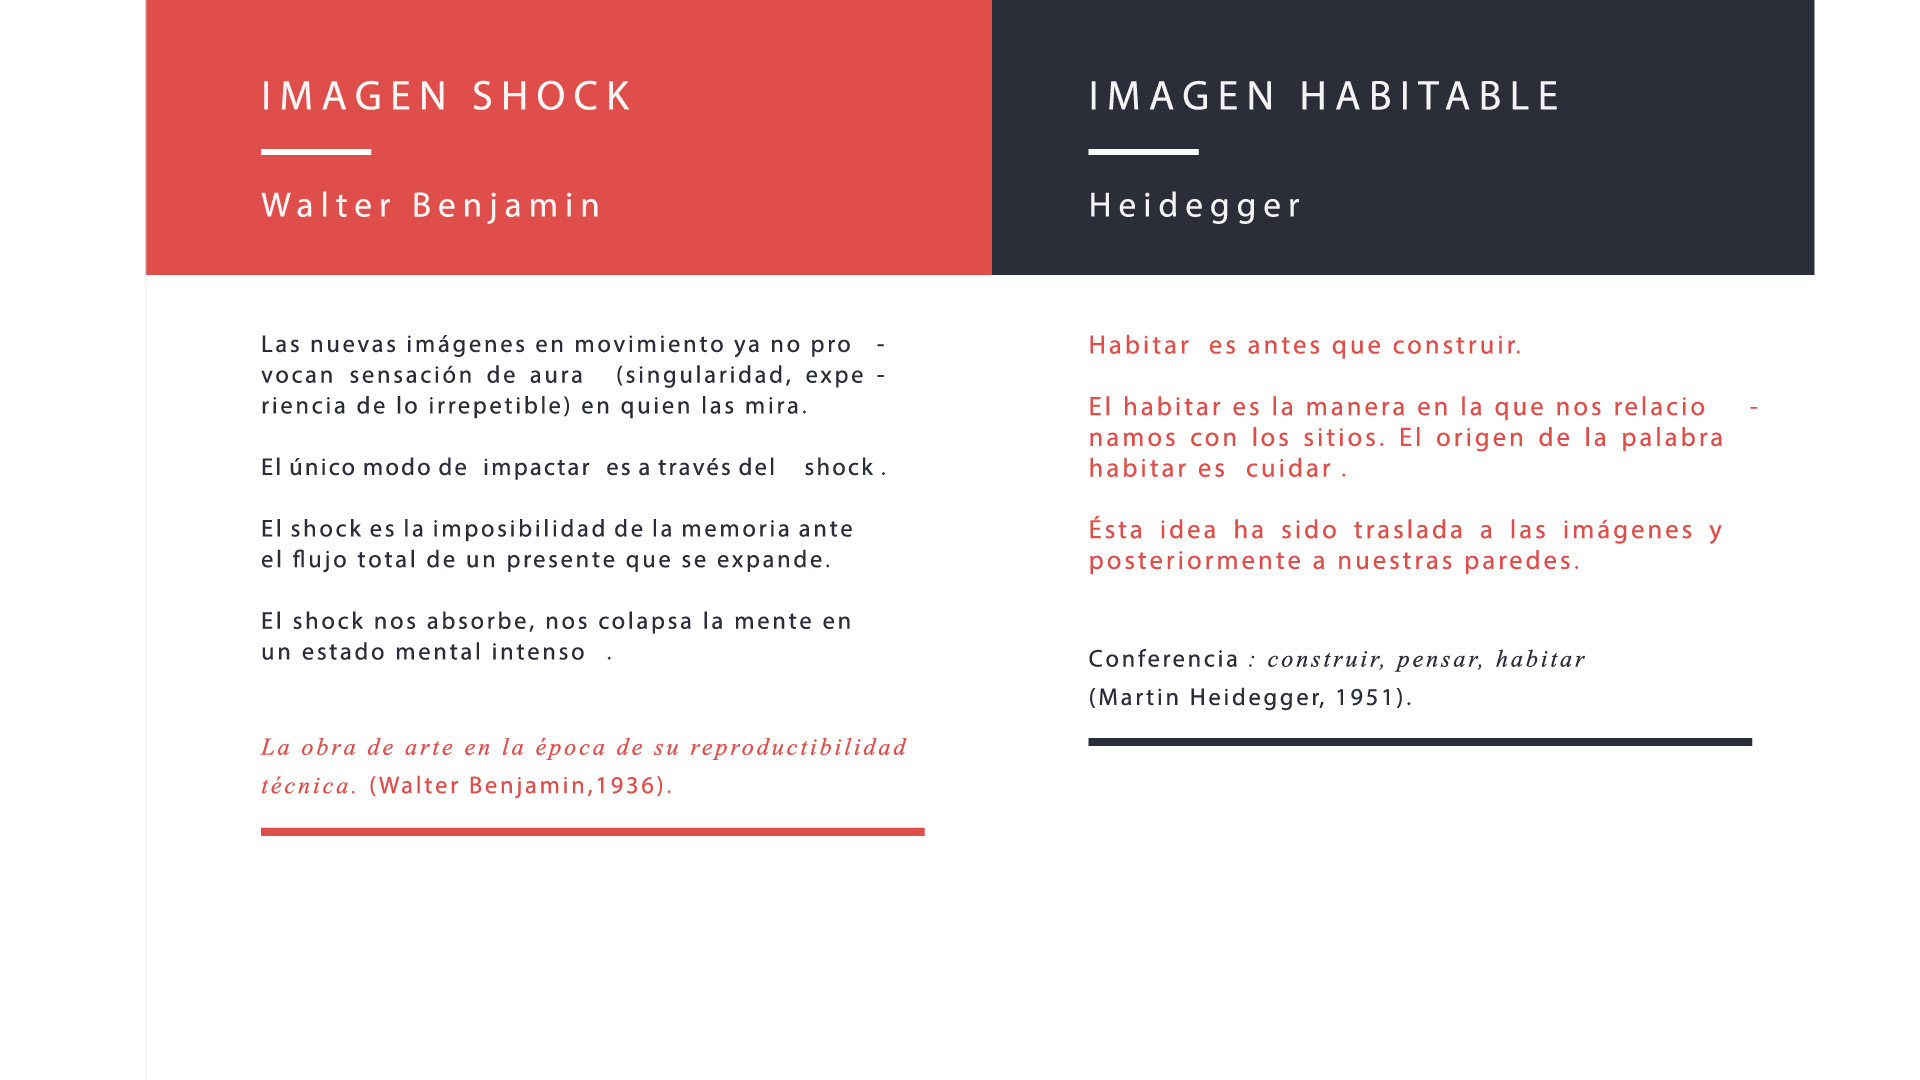 IMAGEN SHOCK
Walter Benjamin
Las nuevas imágenes en movimiento ya no pro -
vocan sensación de aura (singularidad, expe -
riencia de lo irrepetible) en quien las mira.
El único modo de impactar es a través del shock .
El shock es la imposibilidad de la memoria ante
el flujo total de un presente que se expande.
El shock nos absorbe, nos colapsa la mente en
un estado mental intenso .
La obra de arte en la época de su reproductibilidad
técnica. (Walter Benjamin,1936).
IMAGEN HABITABLE
Heidegger
Habitar es antes que construir.
El habitar es la manera en la que nos relacio -
namos con los sitios. El origen de la palabra
habitar es cuidar .
Ésta idea ha sido traslada a las imágenes y
posteriormente a nuestras paredes.
Conferencia : construir, pensar, habitar
(Martin Heidegger, 1951).